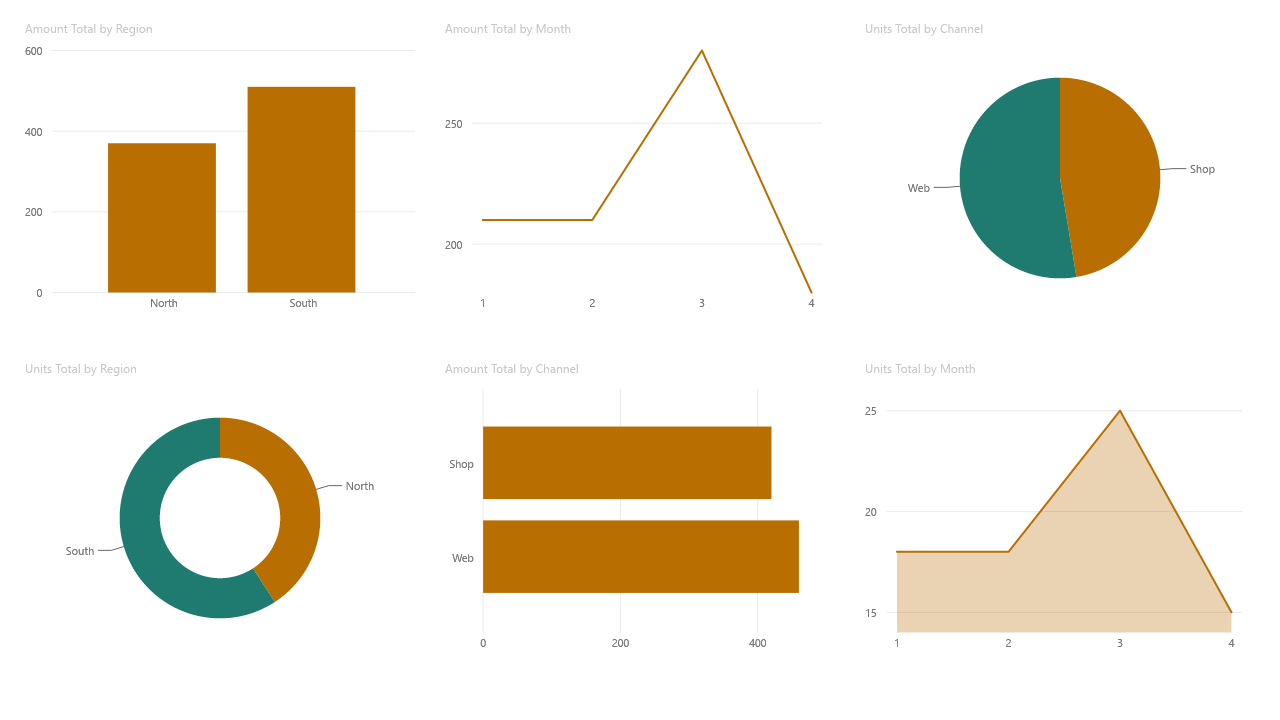 Amount Total by Region
600
400
200
0
North
South
Amount Total by Month
250
200
1
2
3
4
Units Total by Channel
Shop
Web
Units Total by Region
North
South
Amount Total by Channel
Shop
Web
0
200
400
Units Total by Month
25
20
15
1
2
3
4